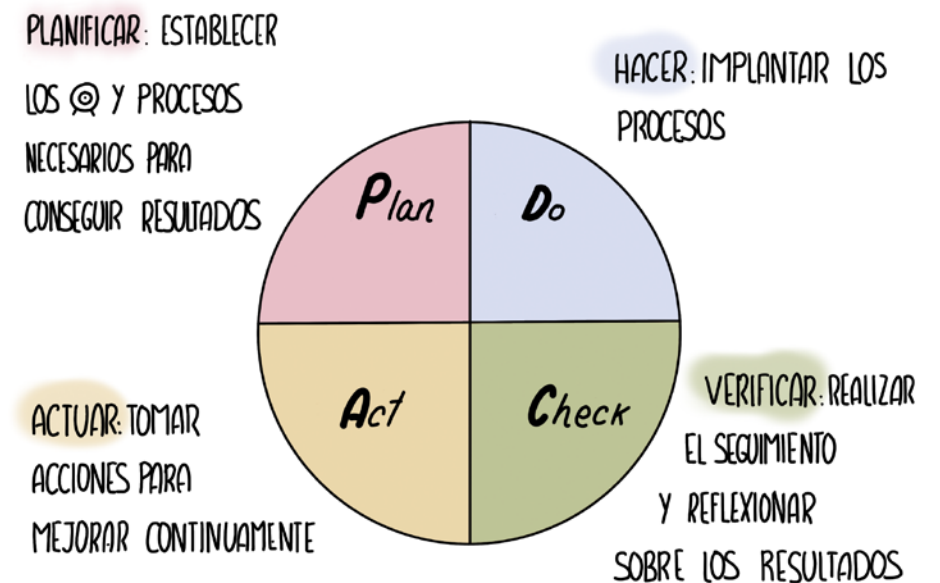 PLANIFICAR: ESTABLECER
LOS Y PROCESOS
NECESARIOS PARA
CONSEGUIR RESULTADOS
HACER: IMPLANTAR LOS
PROCESOS
Plan
Do
Act
Check
ACTUAR: TOMAR
ACCIONES PARA
MEJORAR CONTINUAMENTE
VERIFICAR: REALIZAR
EL SEGUIMIENTO
Y REFLEXIONAR
SOBRE LOS RESULTADOS